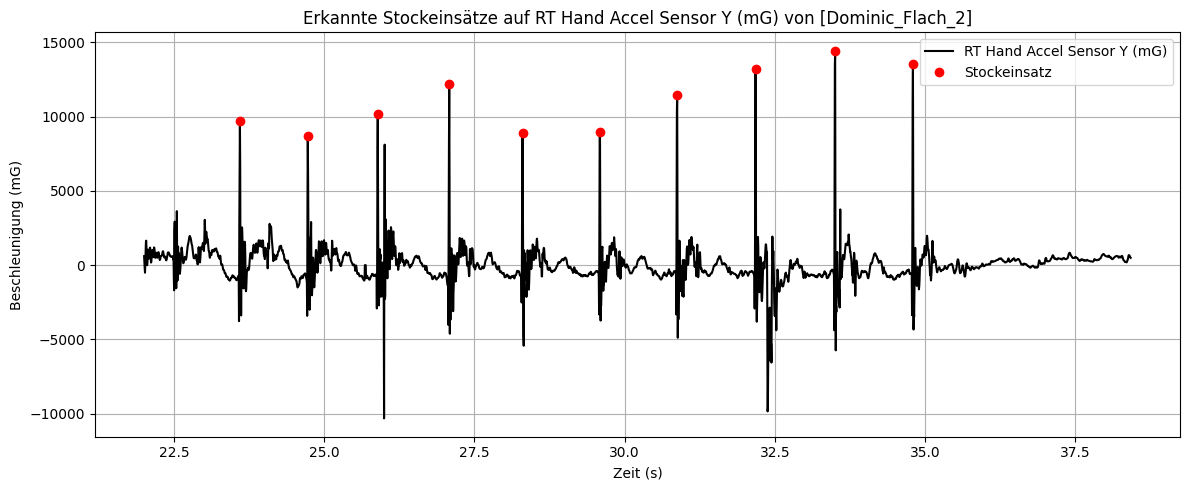 Erkannte Stockeinsätze auf RT Hand Accel Sensor Y (mG) von [Dominic_Flach_2]
RT Hand Accel Sensor Y (mG)
Stockeinsatz
Beschleunigung (mG)
15000
10000
5000
0
−5000
−10000
22.5 25.0 27.5 30.0 32.5 35.0 37.5
Zeit (s)